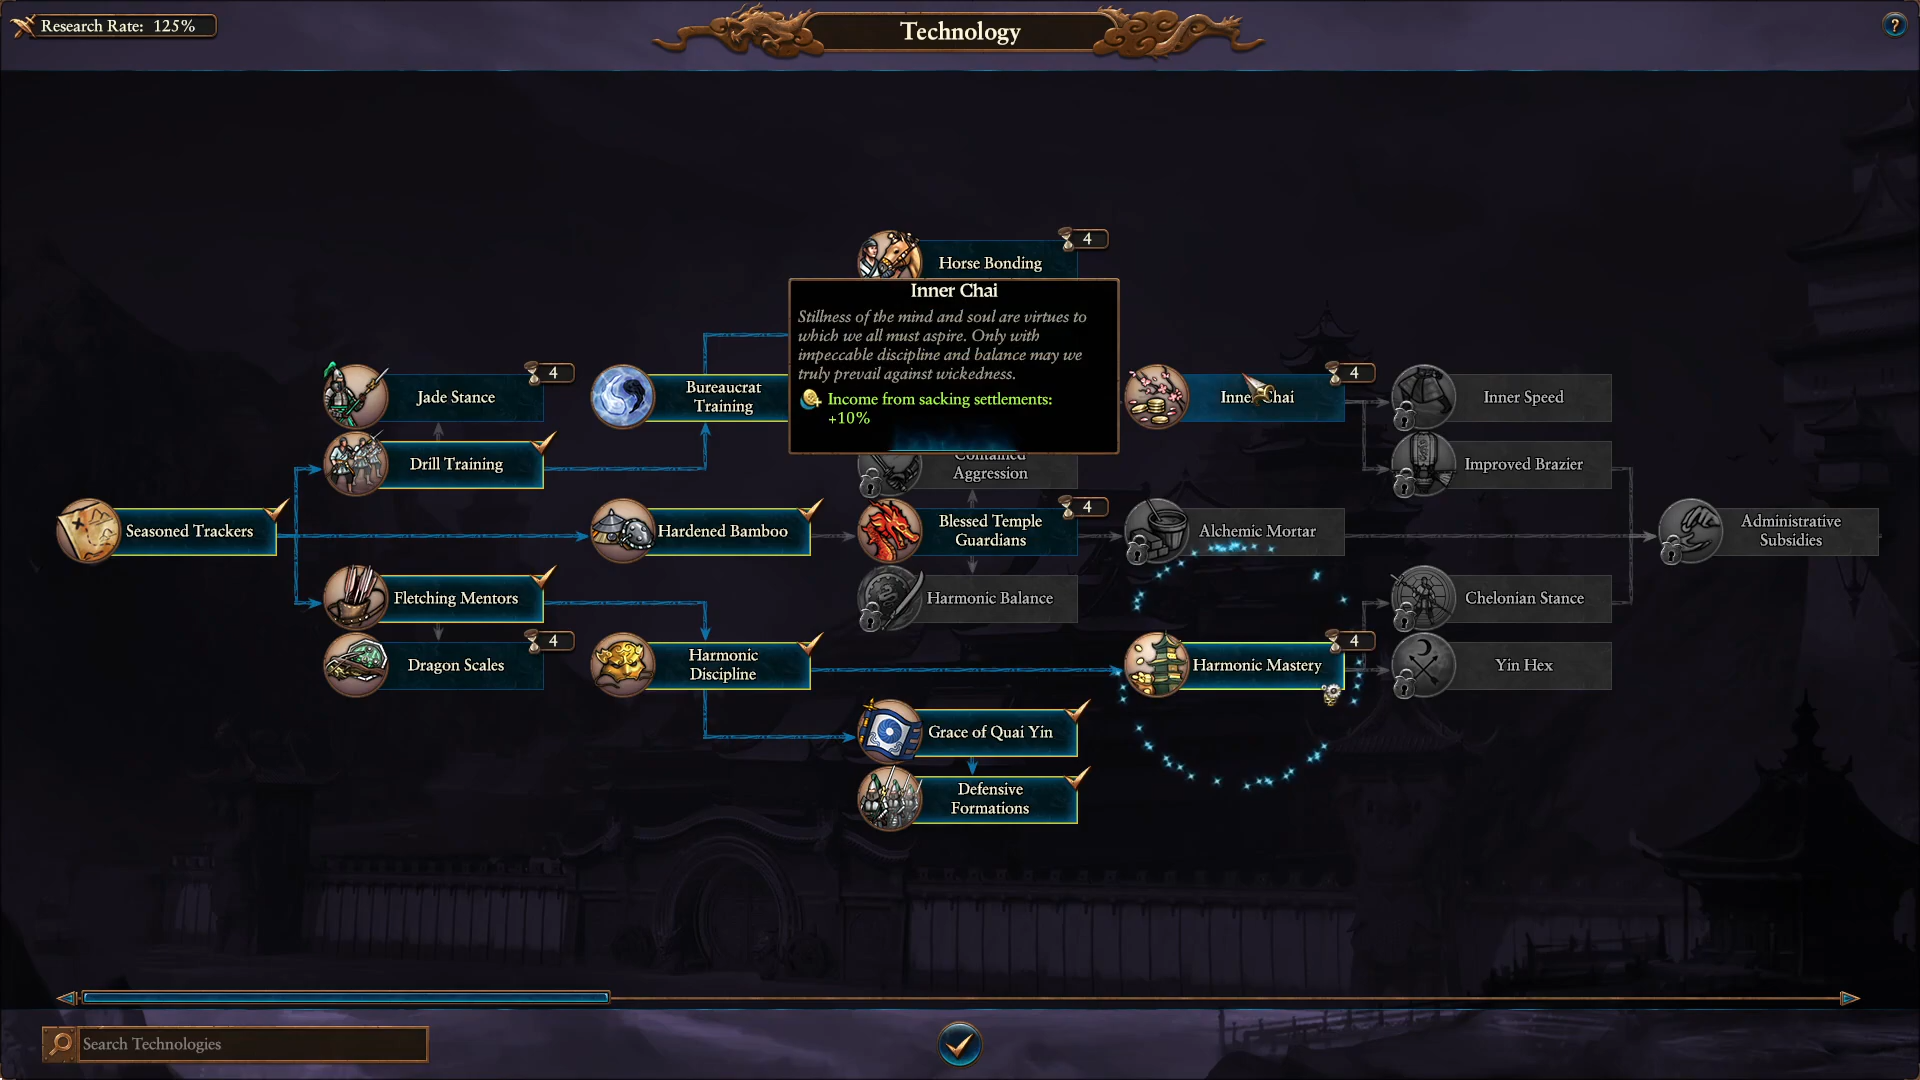 Research Rate: 125%
Technology
?
4
Horse Bonding
Inner Chai
Stillness of the mind and soul are virtues to
which we all must aspire. Only with
impeccable discipline and balance may we
truly prevail against wickedness.
Income from sacking settlements:
+10%
4
Jade Stance
Bureaucrat
Training
4
Inner Chai
Inner Speed
Drill Training
Contained
Aggression
Improved Brazier
Seasoned Trackers
Hardened Bamboo
4
Blessed Temple
Guardians
Alchemic Mortar
Administrative
Subsidies
Fletching Mentors
Harmonic Balance
Chelonian Stance
4
Dragon Scales
Harmonic
Discipline
4
Harmonic Mastery
Yin Hex
Grace of Quai Yin
Defensive
Formations
Search Technologies